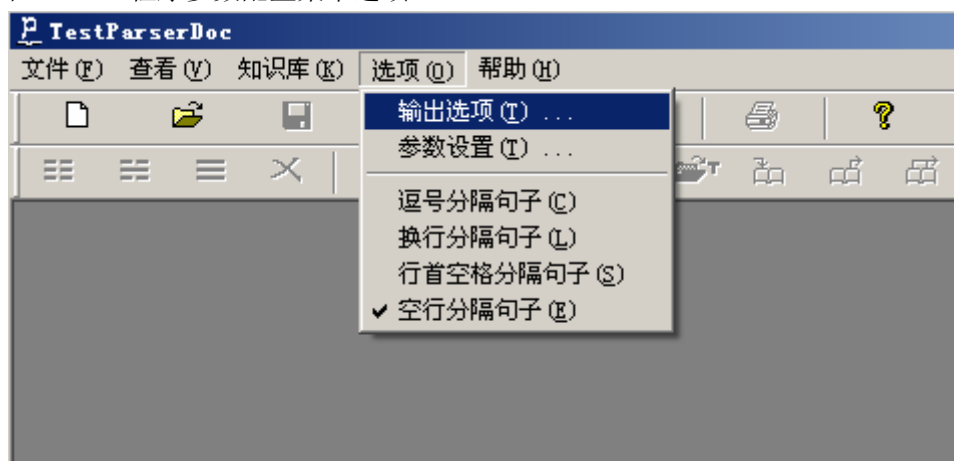 TestParserDoc
文件(F) 查看(V) 知识库(K) 选项(O) 帮助(H)
输出选项(T) ...
参数设置(T) ...
逗号分隔句子(C)
换行分隔句子(L)
行首空格分隔句子(S)
空行分隔句子(E)